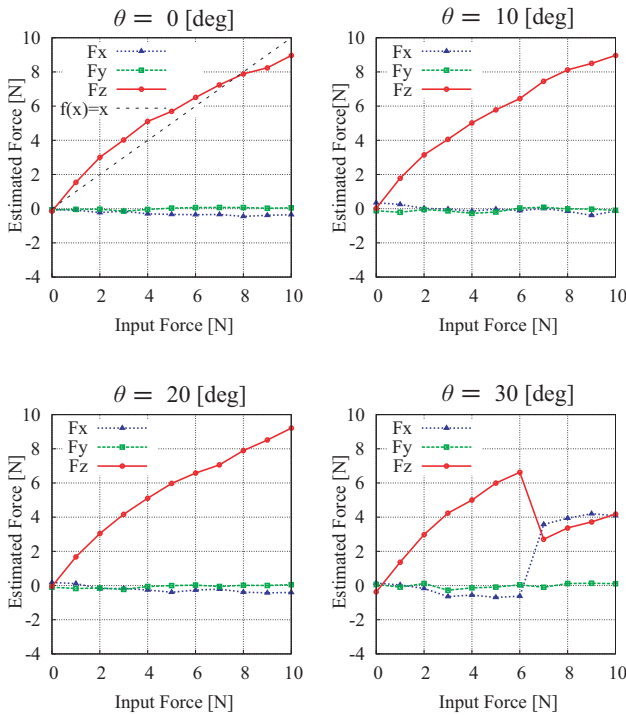 θ = 0 [deg]
Fx
Fy
Fz
f(x)=x
10
8
6
4
2
0
-2
-4
Estimated Force [N]
0 2 4 6 8 10
Input Force [N]
θ = 10 [deg]
Fx
Fy
Fz
10
8
6
4
2
0
-2
-4
Estimated Force[N]
0 2 4 6 8 10
Input Force [N]
θ = 20 [deg]
Fx
Fy
Fz
10
8
6
4
2
0
-2
-4
Estimated Force [N]
0 2 4 6 8 10
Input Force [N]
θ = 30 [deg]
Fx
Fy
Fz
10
8
6
4
2
0
-2
-4
Estimated Force [N]
0 2 4 6 8 10
Input Force [N]